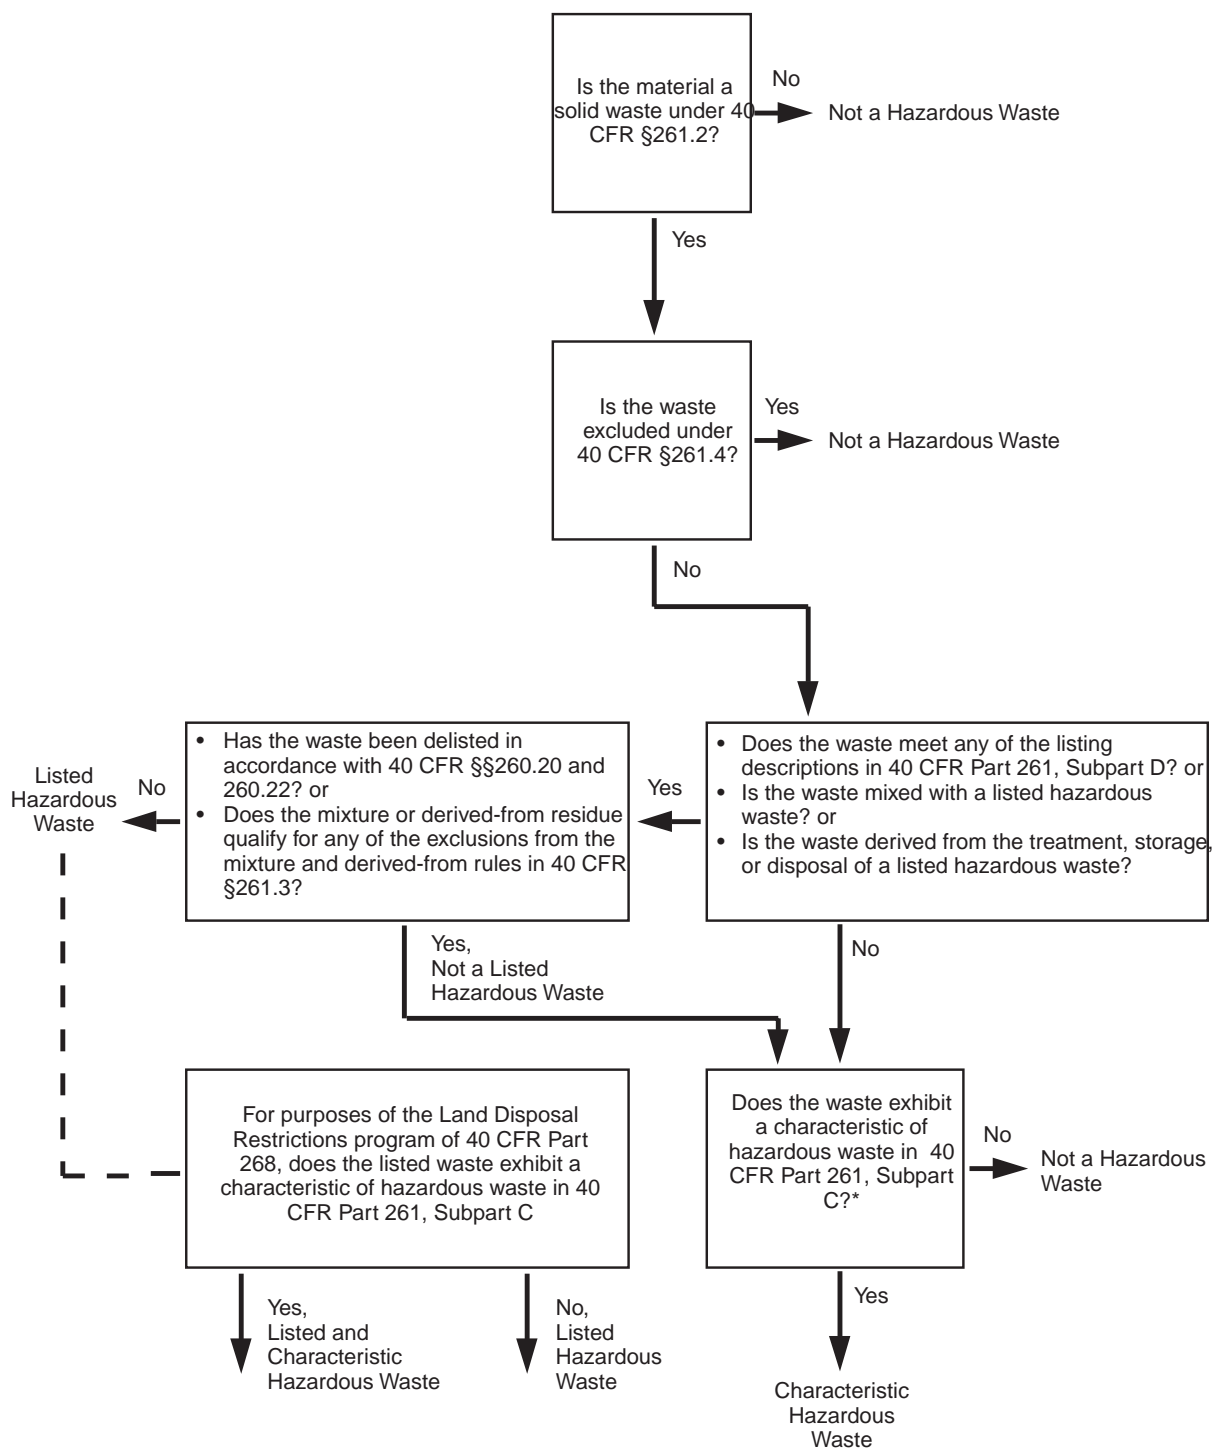 Is the material a
solid waste under 40
CFR §261.2?
No
Not a Hazardous Waste
Yes
Is the waste
excluded under
40 CFR §261.4?
Yes
Not a Hazardous Waste
No
• Does the waste meet any of the listing
descriptions in 40 CFR Part 261, Subpart D? or
• Is the waste mixed with a listed hazardous
waste? or
• Is the waste derived from the treatment, storage,
or disposal of a listed hazardous waste?
Yes
• Has the waste been delisted in
accordance with 40 CFR §§260.20 and
260.22? or
• Does the mixture or derived-from residue
qualify for any of the exclusions from the
mixture and derived-from rules in 40 CFR
§261.3?
No
Listed
Hazardous
Waste
Yes,
Not a Listed
Hazardous Waste
No
For purposes of the Land Disposal
Restrictions program of 40 CFR Part
268, does the listed waste exhibit a
characteristic of hazardous waste in 40
CFR Part 261, Subpart C
Yes,
Listed and
Characteristic
Hazardous Waste
No,
Listed
Hazardous
Waste
Does the waste exhibit
a characteristic of
hazardous waste in 40
CFR Part 261, Subpart
C?*
No
Not a Hazardous
Waste
Yes
Characteristic
Hazardous
Waste